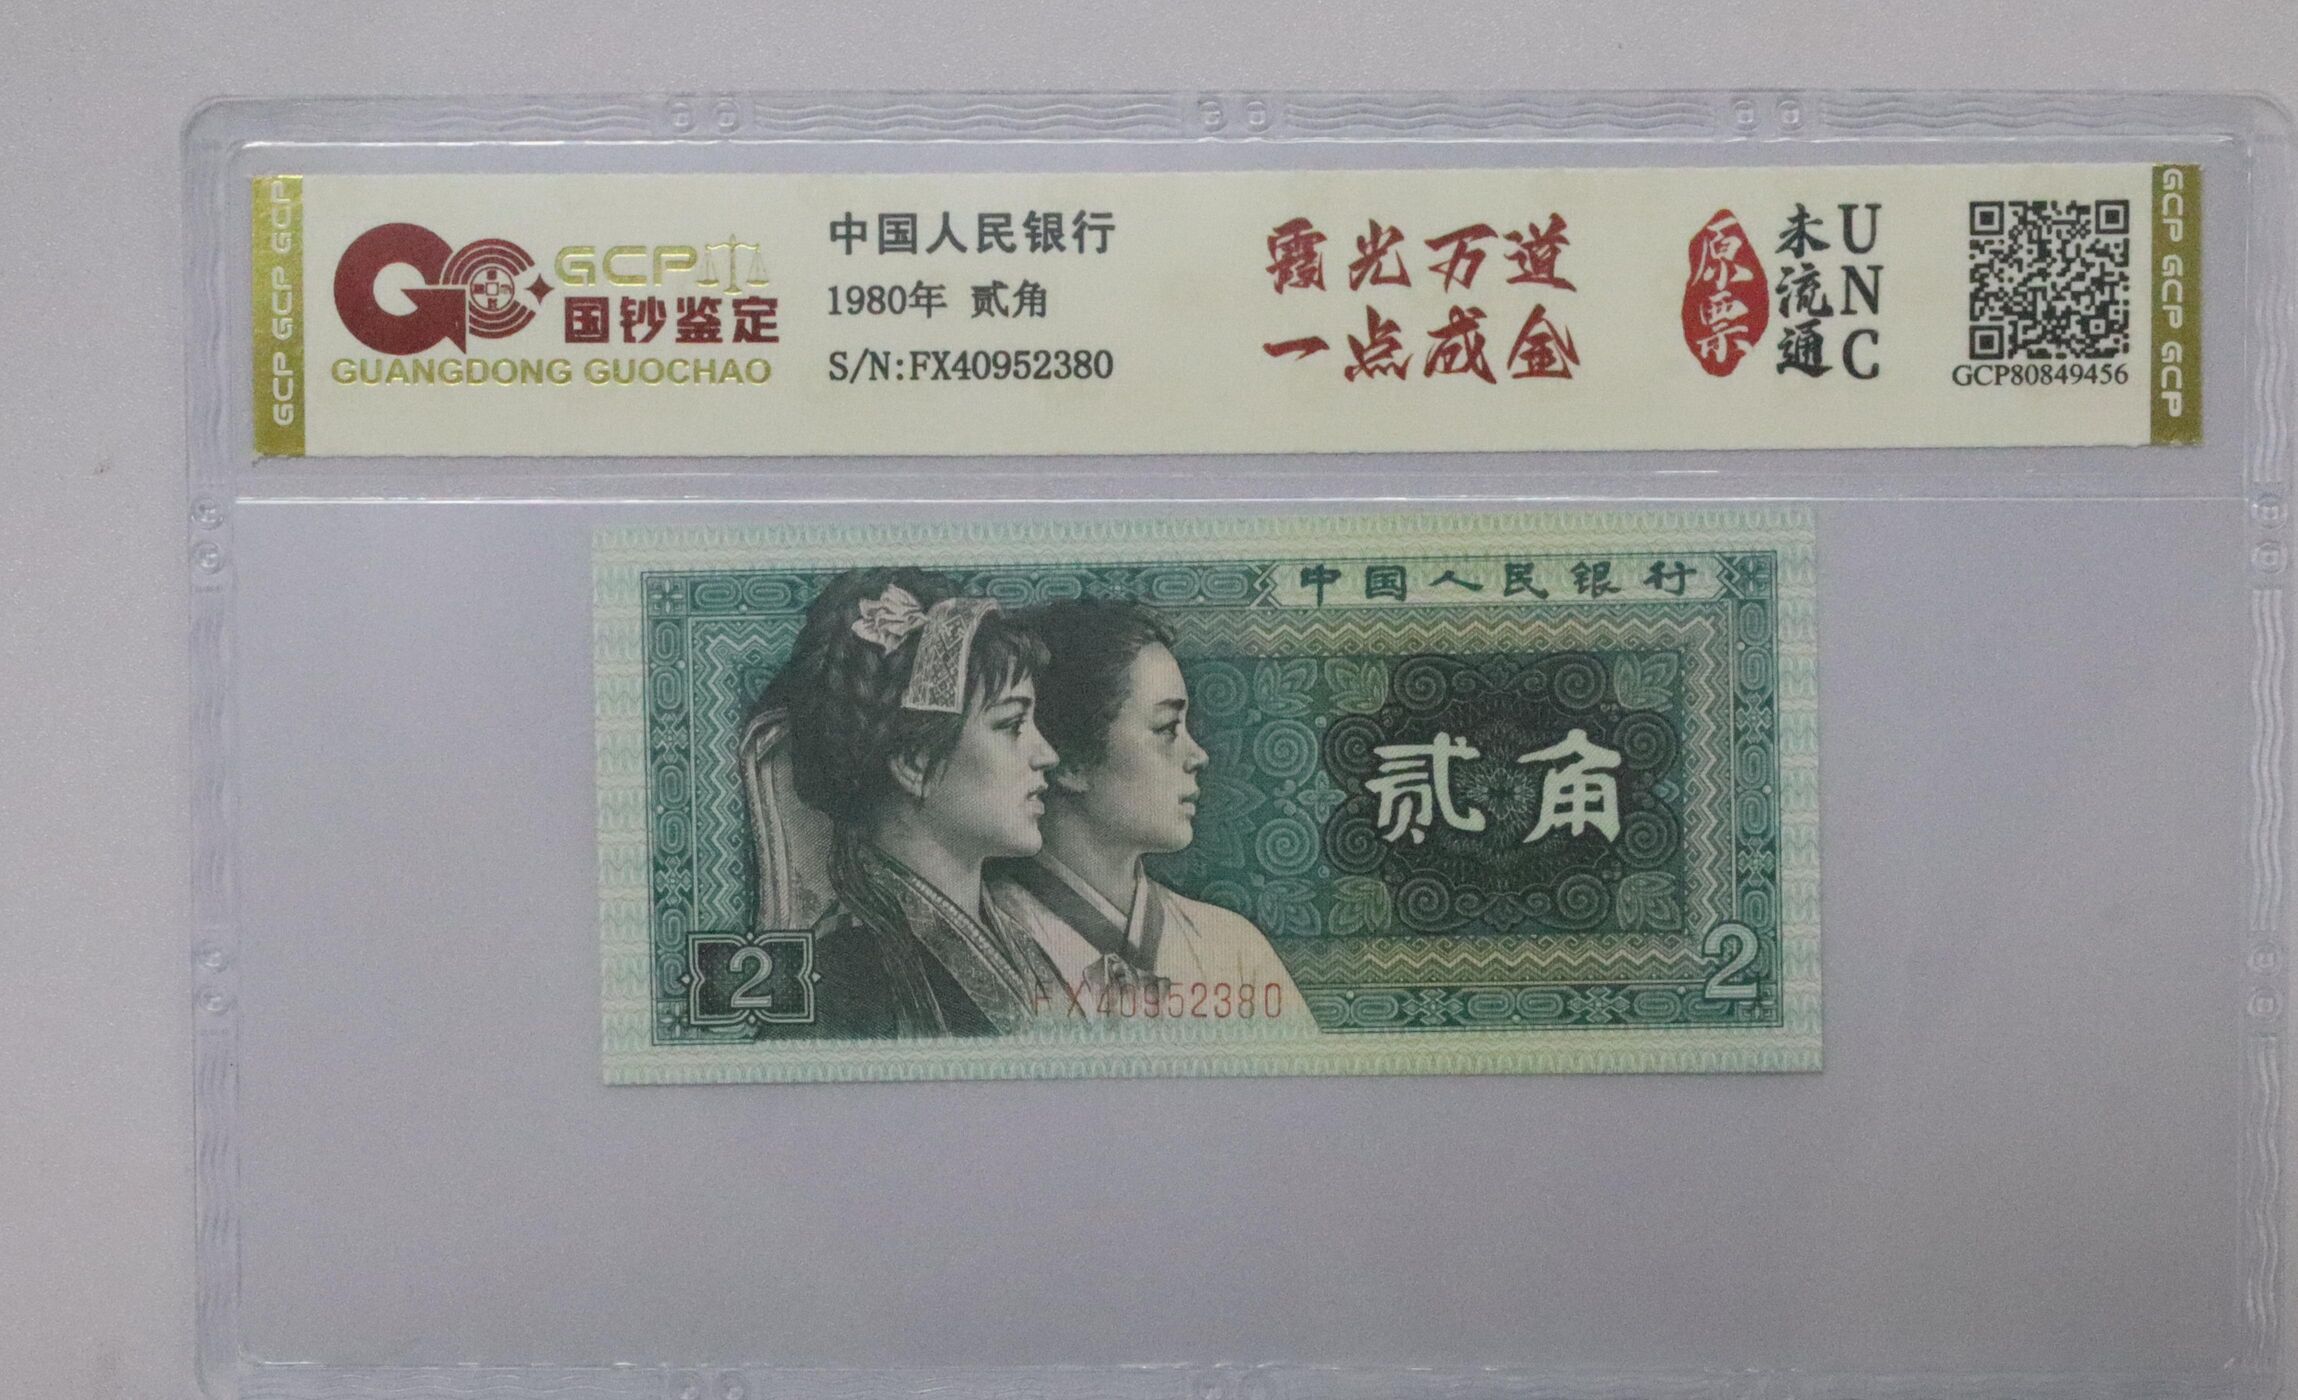 GCP GCP GCP
GCP
国钞鉴定
GUANGDONG GUOCHAO
中国人民银行
1980年 贰角
S/N:FX40952380
霞光万道
一点成金
原票
未流通
UNC
GCP80849456
GCP GCP GCP
中国人民银行
贰角
2
FX40952380
2